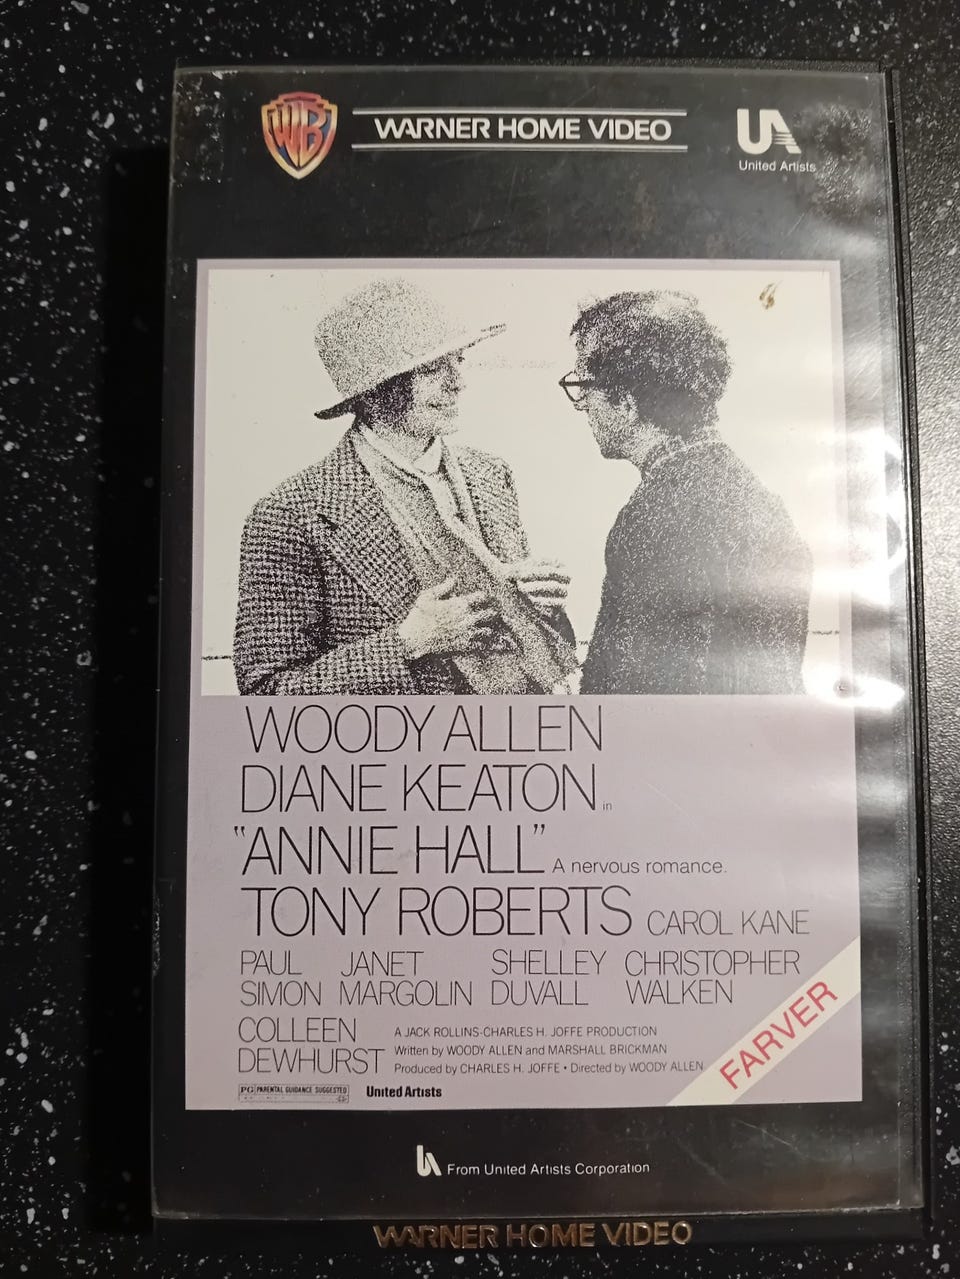 WB
WARNER HOME VIDEO
UA
United Artists
WOODY ALLEN
DIANE KEATON in
"ANNIE HALL" A nervous romance.
TONY ROBERTS CAROL KANE
PAUL SIMON
JANET MARGOLIN
SHELLEY DUVALL
CHRISTOPHER WALKEN
COLLEEN DEWHURST
A JACK ROLLINS-CHARLES H. JOFFE PRODUCTION
Written by WOODY ALLEN and MARSHALL BRICKMAN
Produced by CHARLES H. JOFFE • Directed by WOODY ALLEN
PG PARENTAL GUIDANCE SUGGESTED
United Artists
FARVER
From United Artists Corporation
WARNER HOME VIDEO